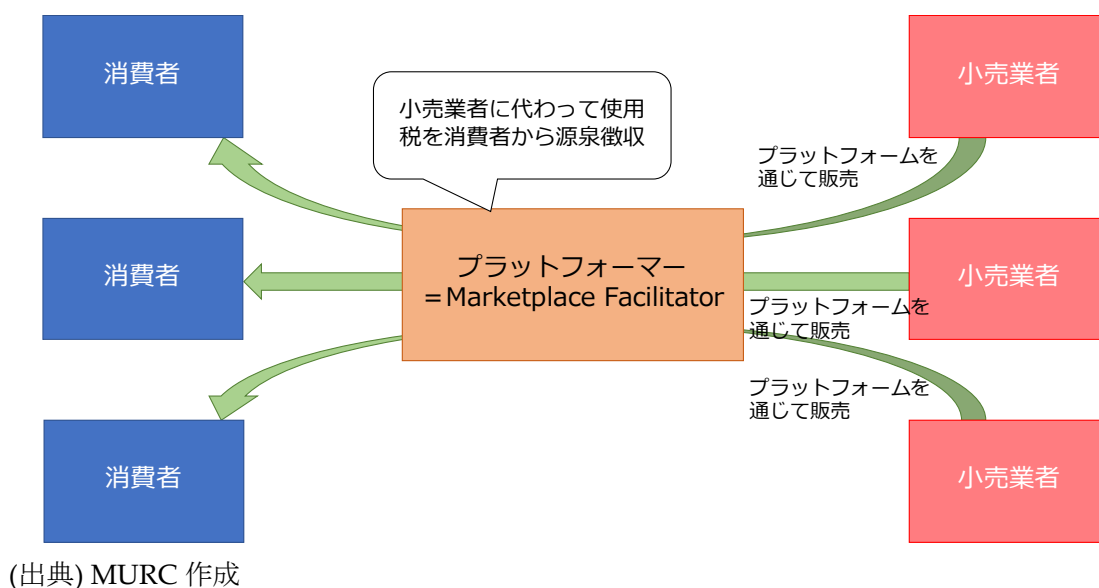 消費者
小売業者に代わって使用
税を消費者から源泉徴収
小売業者
プラットフォームを
通じて販売
消費者
プラットフォーマー
=Marketplace Facilitator
小売業者
プラットフォームを
通じて販売
プラットフォームを
通じて販売
消費者
小売業者
(出典) MURC 作成